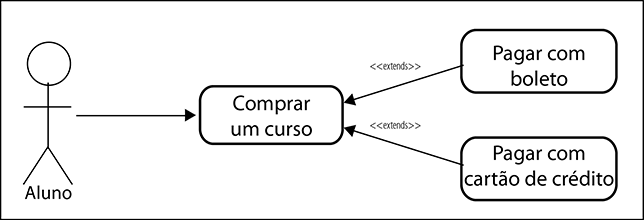 Aluno
Comprar
um curso
<<extends>>
<<extends>>
Pagar com
boleto
Pagar com
cartão de crédito